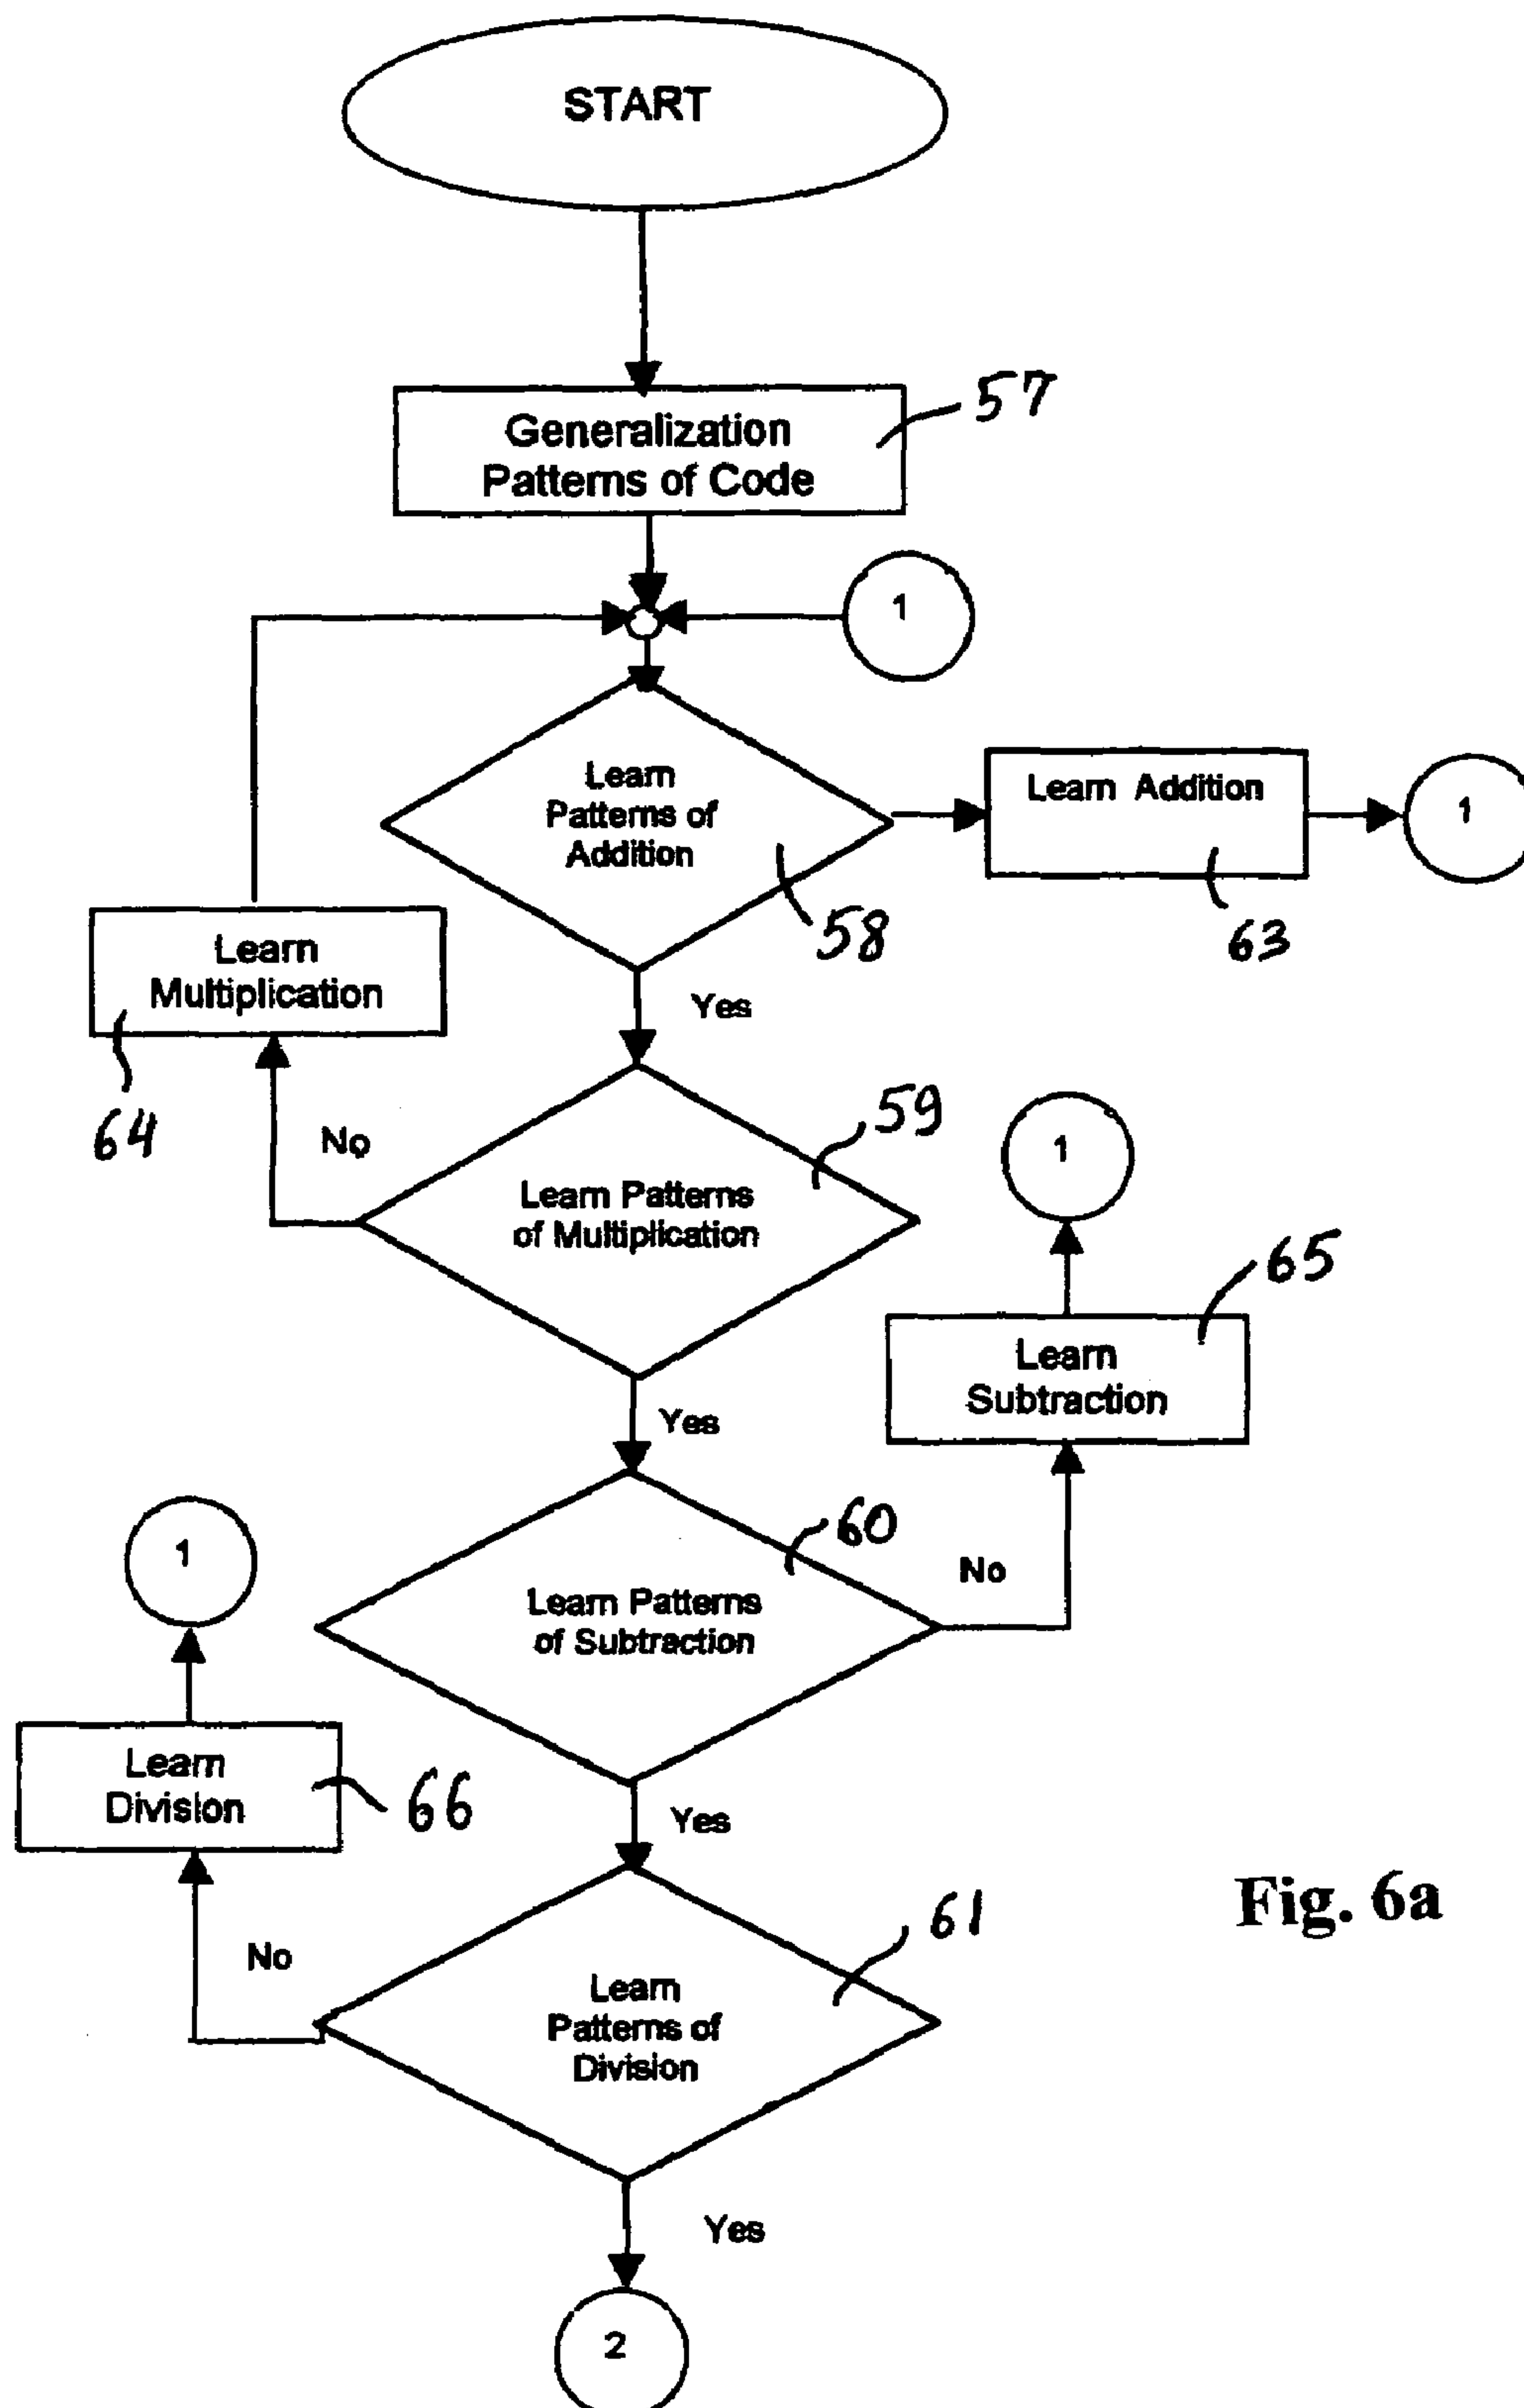 START
Generalization
Patterns of Code
57
1
Learn
Patterns of
Addition
58
Learn Addition
63
1
Learn
Multiplication
64
Yes
No
Learn Patterns
of Multiplication
59
1
Learn
Subtraction
65
Yes
Learn Patterns
of Subtraction
60
No
1
Learn
Division
66
Yes
No
Learn
Patterns of
Division
61
Fig. 6a
Yes
2